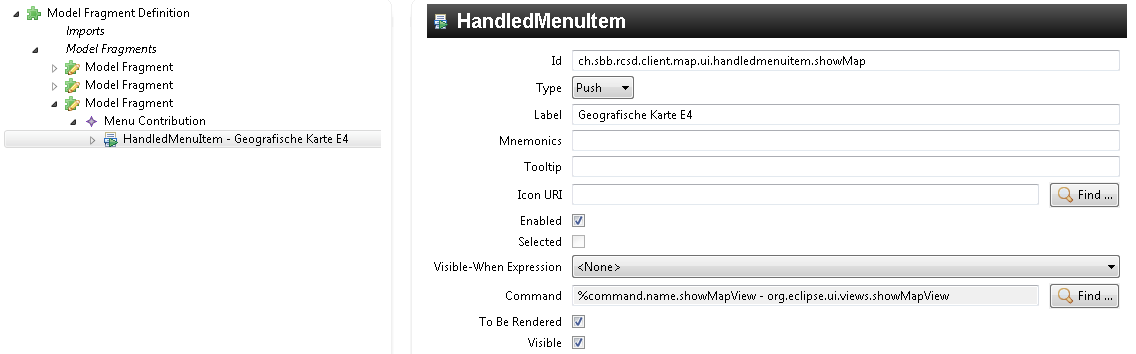 Model Fragment Definition
Imports
Model Fragments
Model Fragment
Model Fragment
Model Fragment
Menu Contribution
HandledMenuItem - Geografische Karte E4
HandledMenuItem
Id ch.sbb.rcsd.client.map.ui.handledmenuitem.showMap
Type Push
Label Geografische Karte E4
Mnemonics
Tooltip
Icon URI Find ...
Enabled
Selected
Visible-When Expression <None>
Command %command.name.showMapView - org.eclipse.ui.views.showMapView Find ...
To Be Rendered
Visible